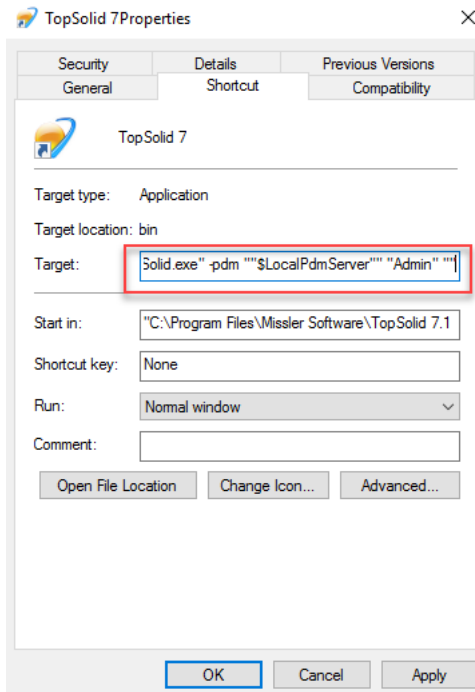 TopSolid 7Properties
Security Details Previous Versions
General Shortcut Compatibility
TopSolid 7
Target type: Application
Target location: bin
Target: Solid.exe" -pdm ""$LocalPdmServer"" "Admin" ""
Start in: "C:\Program Files\Missler Software\TopSolid 7.1
Shortcut key: None
Run: Normal window
Comment:
Open File Location Change Icon... Advanced...
OK Cancel Apply